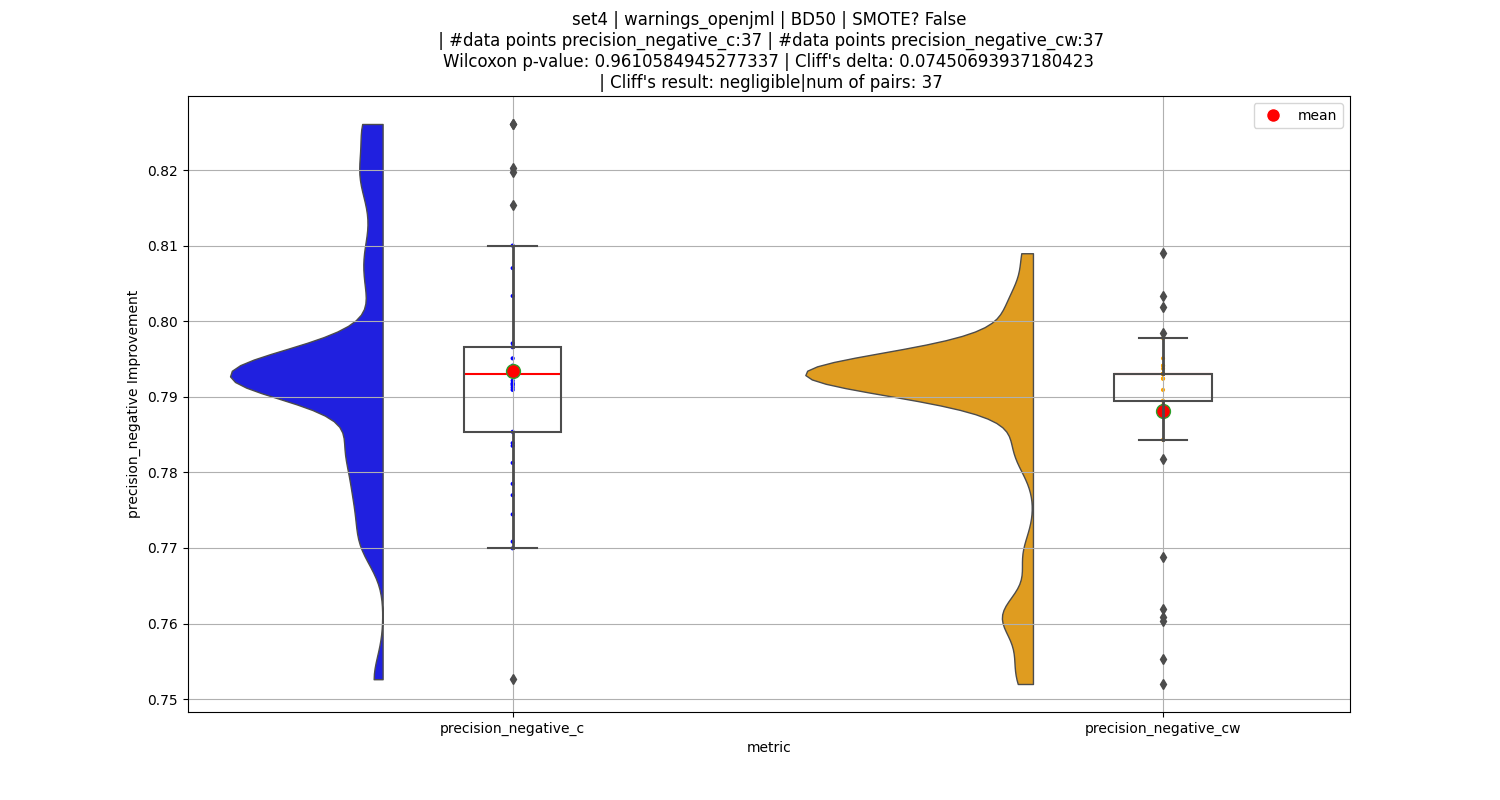 set4 | warnings_openjml | BD50 | SMOTE? False
| #data points precision_negative_c:37 | #data points precision_negative_cw:37
Wilcoxon p-value: 0.9610584945277337 | Cliff's delta: 0.07450693937180423
| Cliff's result: negligible|num of pairs: 37
mean
0.82
0.81
0.80
0.79
0.78
0.77
0.76
0.75
precision_negative Improvement
precision_negative_c
precision_negative_cw
metric